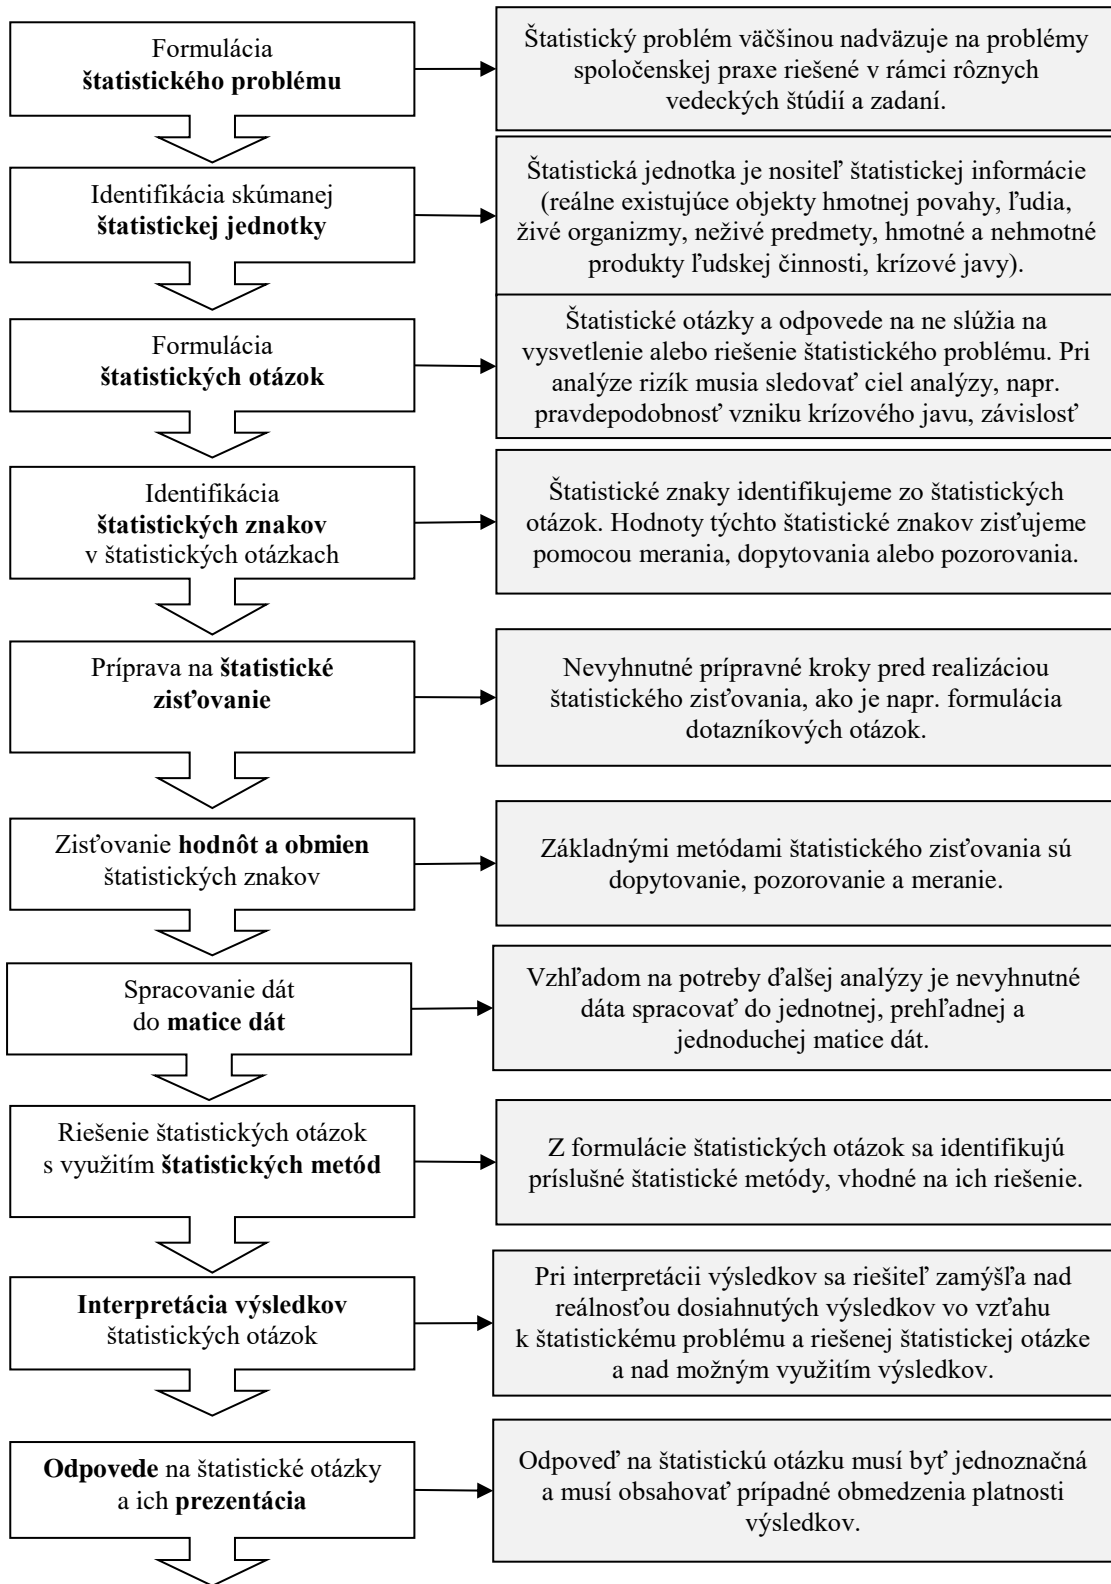 Formulácia
štatistického problému
Štatistický problém väčšinou nadväzuje na problémy
spoločenskej praxe riešené v rámci rôznych
vedeckých štúdií a zadaní.
Identifikácia skúmanej
štatistickej jednotky
Štatistická jednotka je nositeľ štatistickej informácie
(reálne existujúce objekty hmotnej povahy, ľudia,
živé organizmy, neživé predmety, hmotné a nehmotné
produkty ľudskej činnosti, krízové javy).
Formulácia
štatistických otázok
Štatistické otázky a odpovede na ne slúžia na
vysvetlenie alebo riešenie štatistického problému. Pri
analýze rizík musia sledovať ciel analýzy, napr.
pravdepodobnosť vzniku krízového javu, závislosť
Identifikácia
štatistických znakov
v štatistických otázkach
Štatistické znaky identifikujeme zo štatistických
otázok. Hodnoty týchto štatistické znakov zisťujeme
pomocou merania, dopytovania alebo pozorovania.
Príprava na štatistické
zisťovanie
Nevyhnutné prípravné kroky pred realizáciou
štatistického zisťovania, ako je napr. formulácia
dotazníkových otázok.
Zisťovanie hodnôt a obmien
štatistických znakov
Základnými metódami štatistického zisťovania sú
dopytovanie, pozorovanie a meranie.
Spracovanie dát
do matice dát
Vzhľadom na potreby ďalšej analýzy je nevyhnutné
dáta spracovať do jednotnej, prehľadnej a
jednoduchej matice dát.
Riešenie štatistických otázok
s využitím štatistických metód
Z formulácie štatistických otázok sa identifikujú
príslušné štatistické metódy, vhodné na ich riešenie.
Interpretácia výsledkov
štatistických otázok
Pri interpretácii výsledkov sa riešiteľ zamýšľa nad
reálnosťou dosiahnutých výsledkov vo vzťahu
k štatistickému problému a riešenej štatistickej otázke
a nad možným využitím výsledkov.
Odpovede na štatistické otázky
a ich prezentácia
Odpoveď na štatistickú otázku musí byť jednoznačná
a musí obsahovať prípadné obmedzenia platnosti
výsledkov.